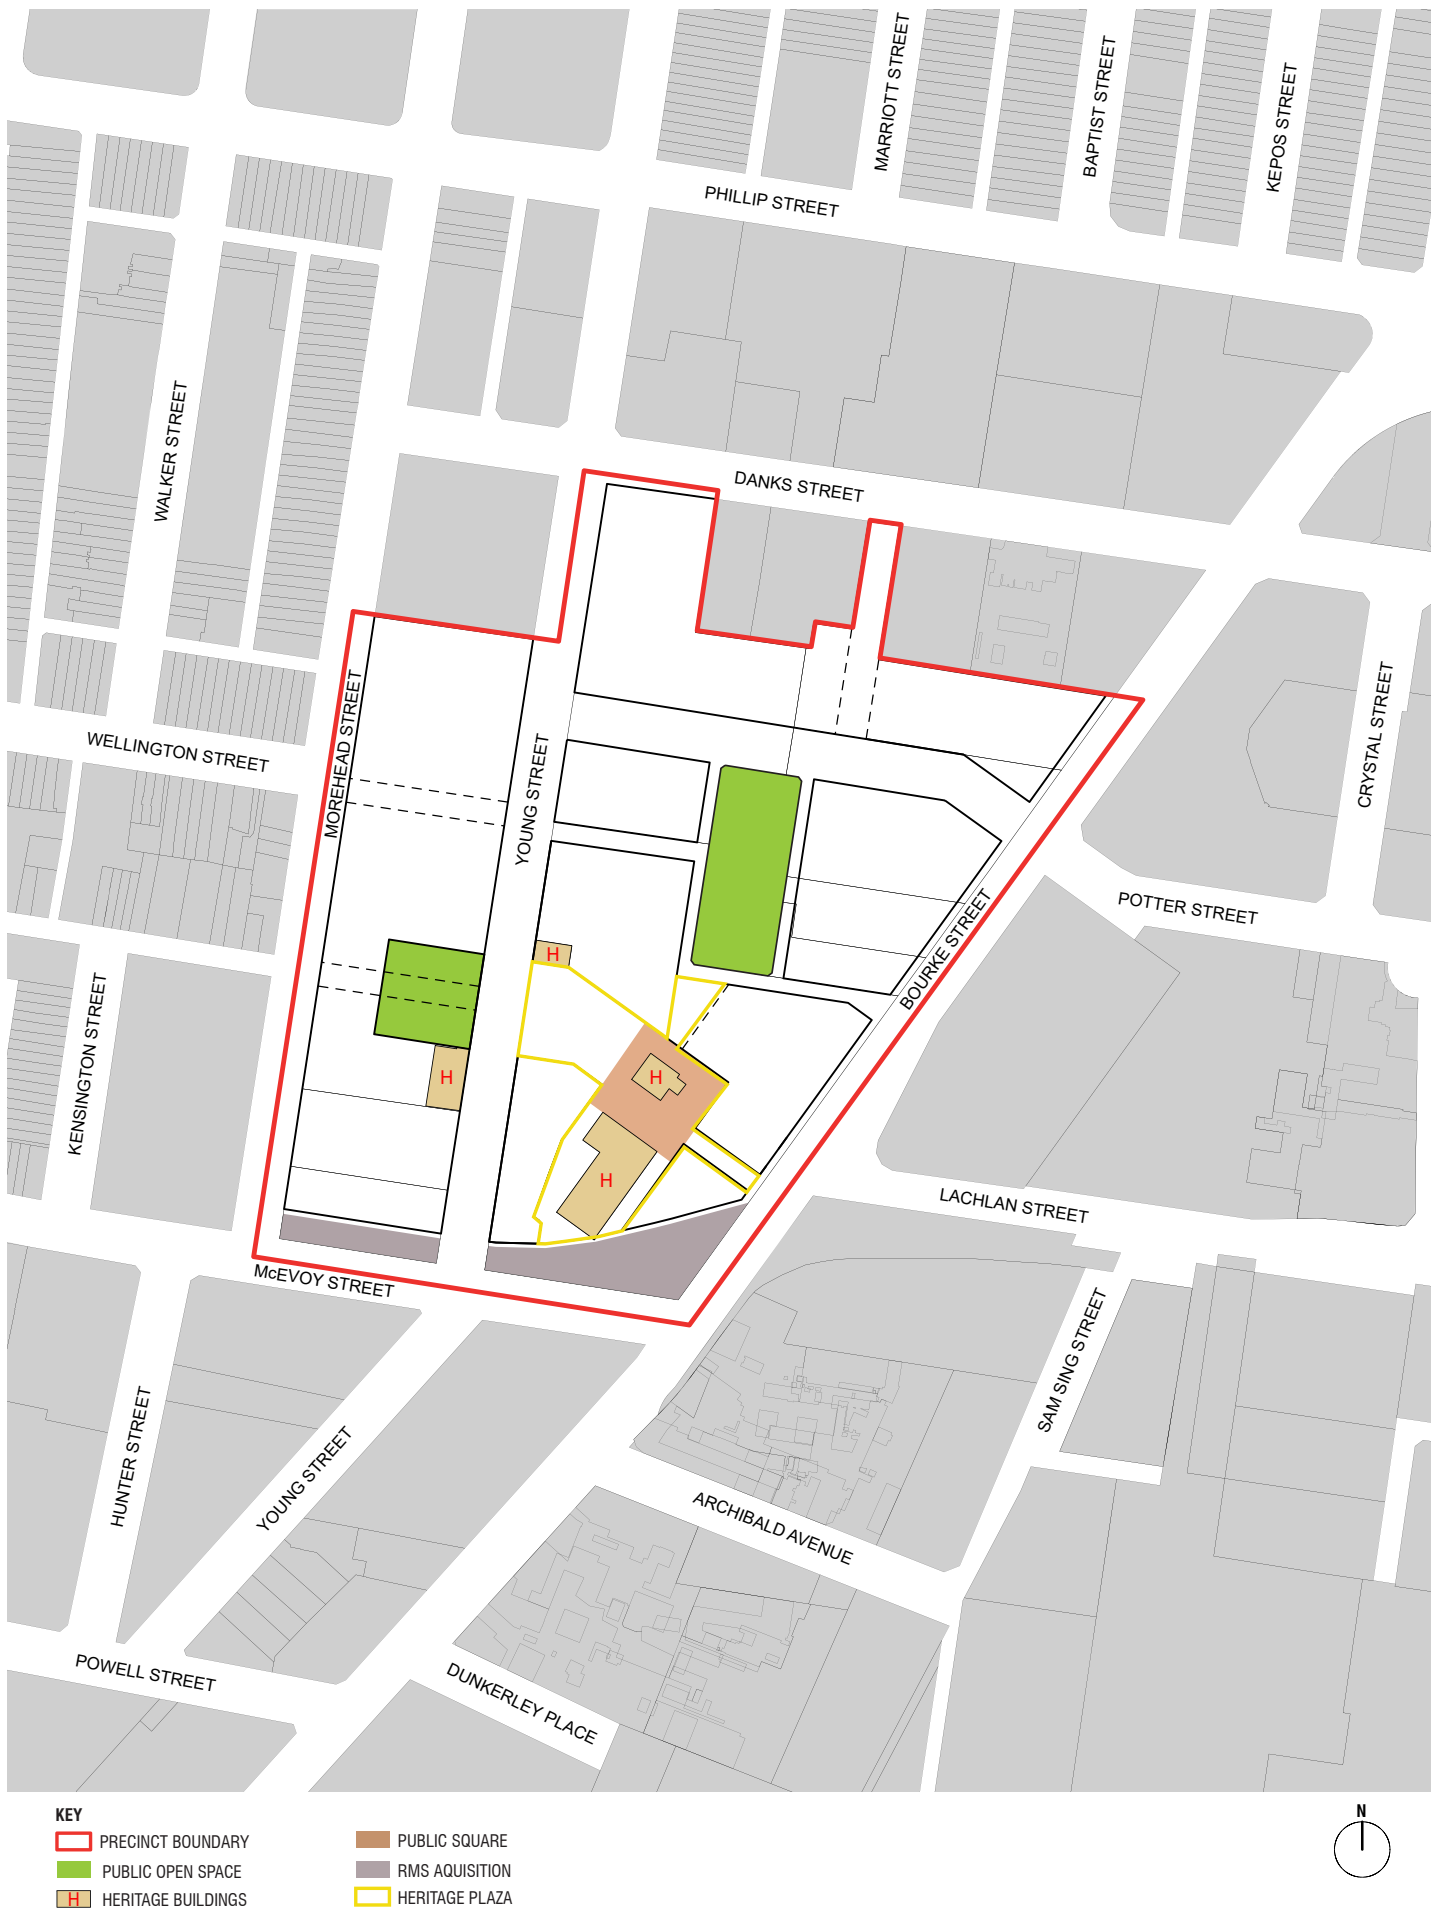 MARRIOTT STREET
BAPTIST STREET
KEPOS STREET
PHILLIP STREET
WALKER STREET
DANKS STREET
MOREHEAD STREET
WELLINGTON STREET
YOUNG STREET
CRYSTAL STREET
POTTER STREET
BOURKE STREET
H
KENSINGTON STREET
H
H
H
LACHLAN STREET
McEVOY STREET
SAM SING STREET
HUNTER STREET
YOUNG STREET
ARCHIBALD AVENUE
POWELL STREET
DUNKERLEY PLACE
KEY
PRECINCT BOUNDARY
PUBLIC OPEN SPACE
H HERITAGE BUILDINGS
PUBLIC SQUARE
RMS AQUISITION
HERITAGE PLAZA
N